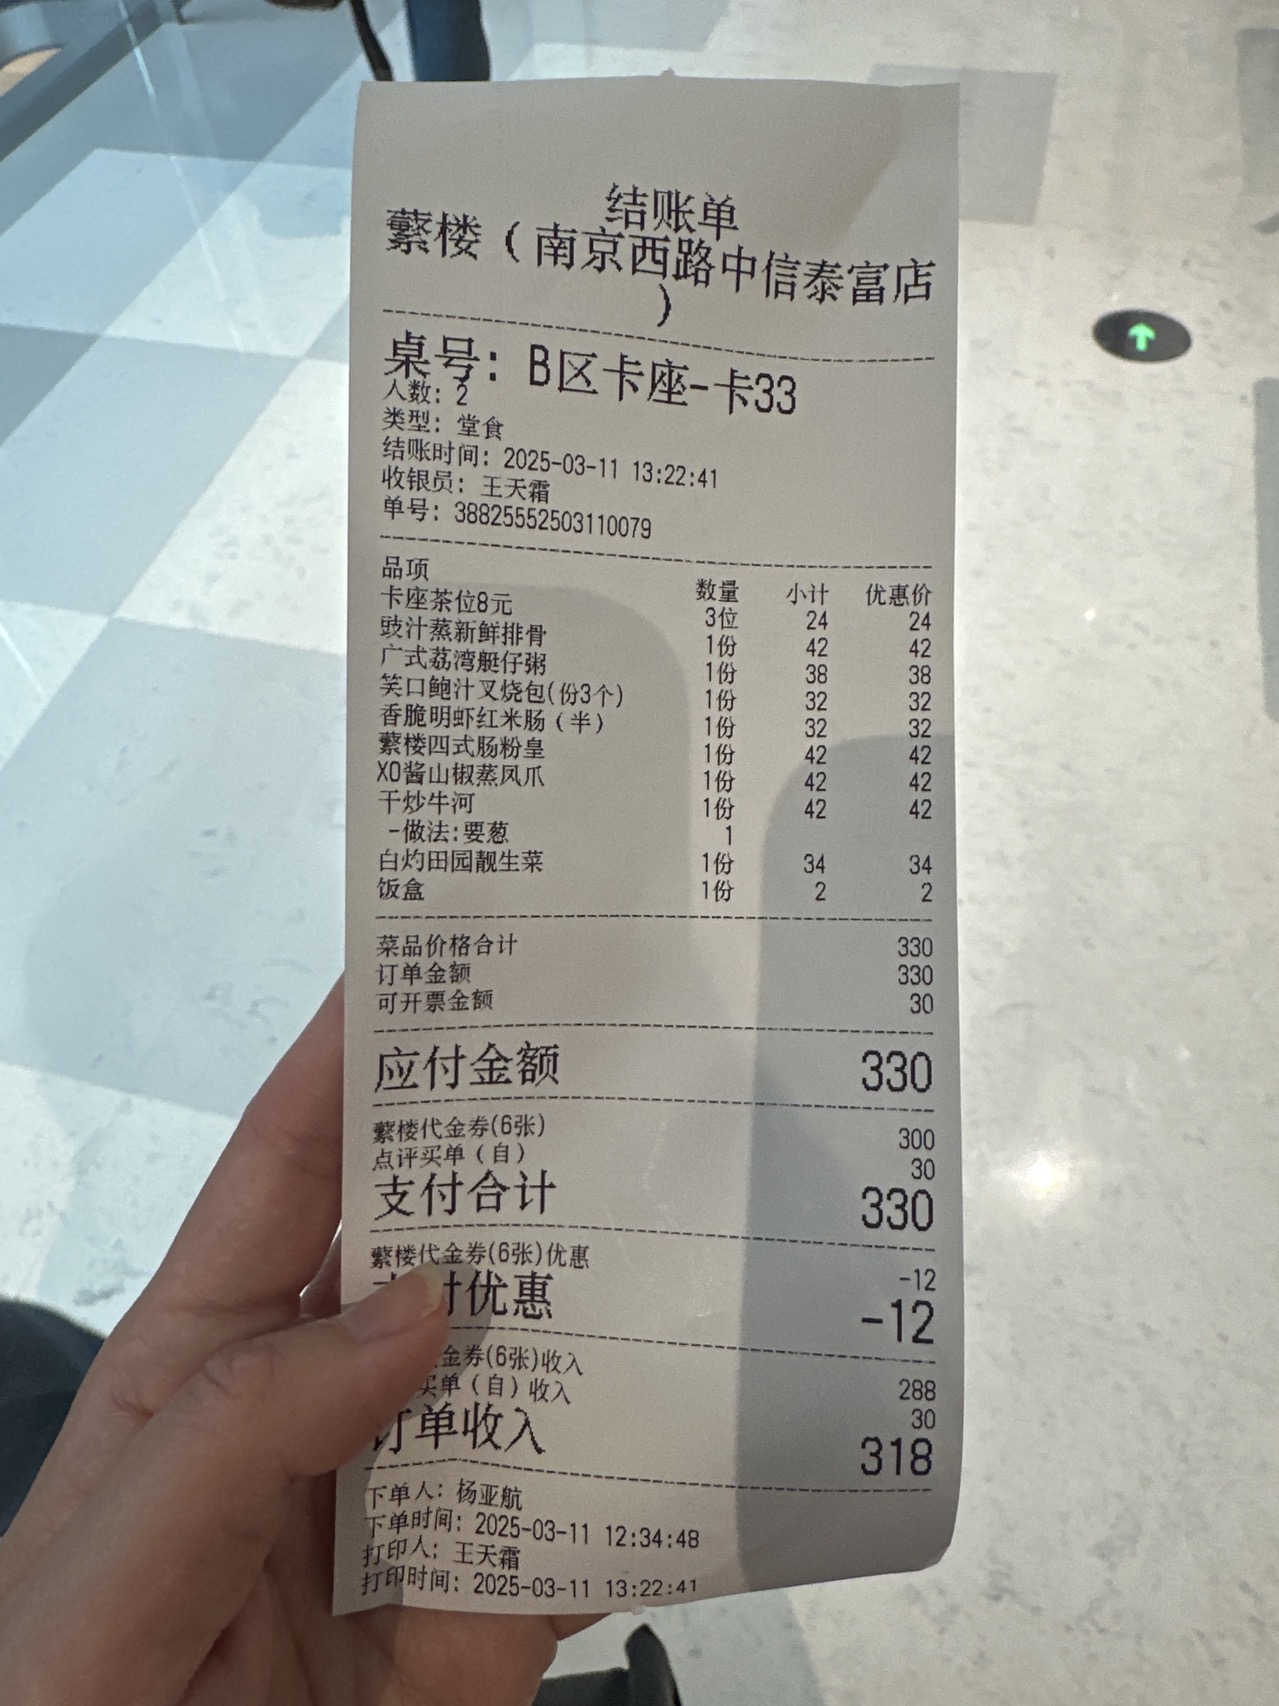 结账单
蘩楼（南京西路中信泰富店
）
桌号：B区卡座-卡33
人数：2
类型：堂食
结账时间：2025-03-11 13:22:41
收银员：王天霜
单号：38825552503110079
品项 数量 小计 优惠价
卡座茶位8元 3位 24 24
豉汁蒸新鲜排骨 1份 42 42
广式荔湾艇仔粥 1份 38 38
笑口鲍汁叉烧包(份3个) 1份 32 32
香脆明虾红米肠（半） 1份 32 32
蘩楼四式肠粉皇 1份 42 42
XO酱山椒蒸凤爪 1份 42 42
干炒牛河 1份 42 42
-做法:要葱 1
白灼田园靓生菜 1份 34 34
饭盒 1份 2 2
菜品价格合计 330
订单金额 330
可开票金额 30
应付金额 330
蘩楼代金券(6张) 300
点评买单（自） 30
支付合计 330
蘩楼代金券(6张)优惠 -12
付优惠 -12
金券(6张)收入 288
买单（自）收入 30
订单收入 318
下单人：杨亚航
下单时间：2025-03-11 12:34:48
打印人：王天霜
打印时间：2025-03-11 13:22:41